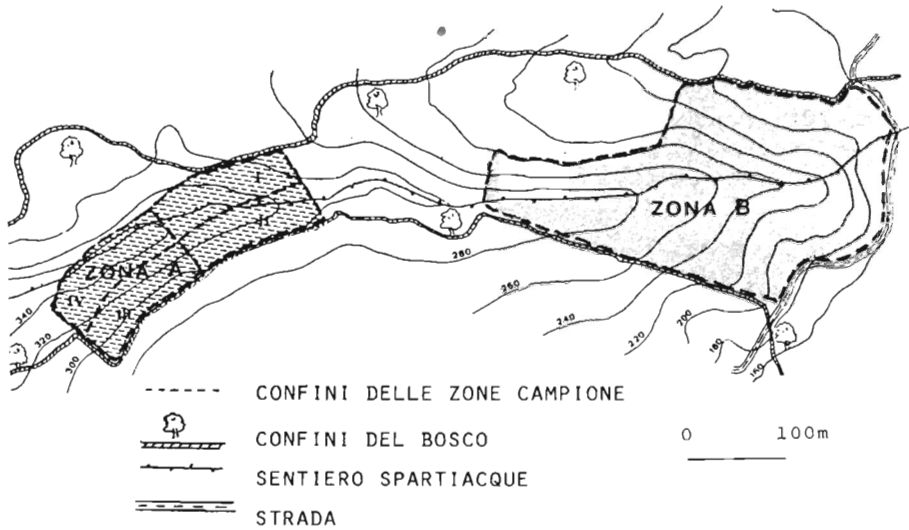 I
II
ZONA B
ZONA A
IV
III
340
320
300
280
260
240
220
200
180
160
CONFINI DELLE ZONE CAMPIONE
CONFINI DEL BOSCO
0 100m
SENTIERO SPARTIACQUE
STRADA